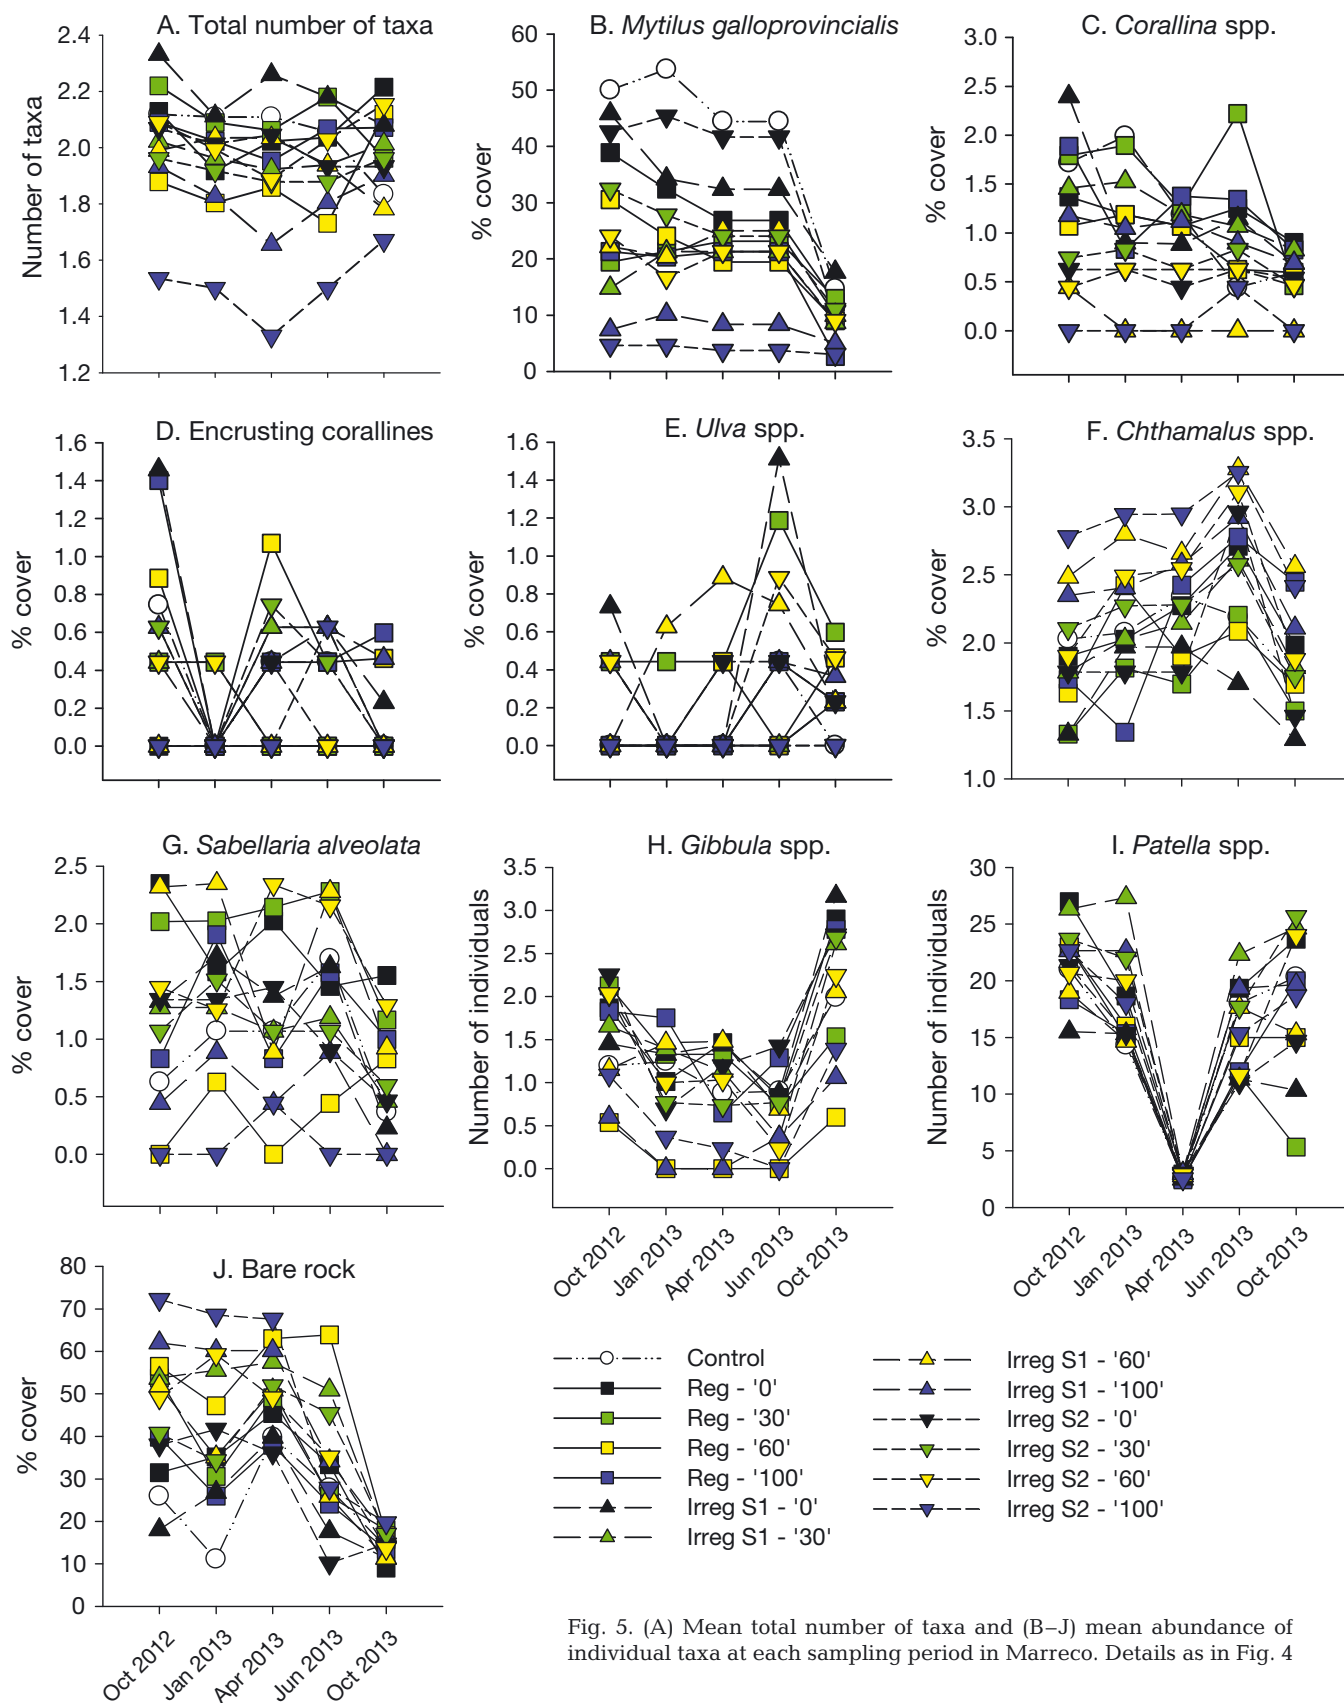 A. Total number of taxa
Number of taxa
2.4
2.2
2.0
1.8
1.6
1.4
1.2
B. Mytilus galloprovincialis
% cover
60
50
40
30
20
10
0
C. Corallina spp.
% cover
3.0
2.5
2.0
1.5
1.0
0.5
0.0
D. Encrusting corallines
% cover
1.6
1.4
1.2
1.0
0.8
0.6
0.4
0.2
0.0
E. Ulva spp.
% cover
1.6
1.4
1.2
1.0
0.8
0.6
0.4
0.2
0.0
F. Chthamalus spp.
% cover
3.5
3.0
2.5
2.0
1.5
1.0
G. Sabellaria alveolata
% cover
2.5
2.0
1.5
1.0
0.5
0.0
H. Gibbula spp.
Number of individuals
3.5
3.0
2.5
2.0
1.5
1.0
0.5
0.0
Oct 2012
Jan 2013
Apr 2013
Jun 2013
Oct 2013
I. Patella spp.
Number of individuals
30
25
20
15
10
5
0
Oct 2012
Jan 2013
Apr 2013
Jun 2013
Oct 2013
J. Bare rock
% cover
80
70
60
50
40
30
20
10
0
Oct 2012
Jan 2013
Apr 2013
Jun 2013
Oct 2013
Control
Reg - '0'
Reg - '30'
Reg - '60'
Reg - '100'
Irreg S1 - '0'
Irreg S1 - '30'
Irreg S1 - '60'
Irreg S1 - '100'
Irreg S2 - '0'
Irreg S2 - '30'
Irreg S2 - '60'
Irreg S2 - '100'
Fig. 5. (A) Mean total number of taxa and (B–J) mean abundance of
individual taxa at each sampling period in Marreco. Details as in Fig. 4